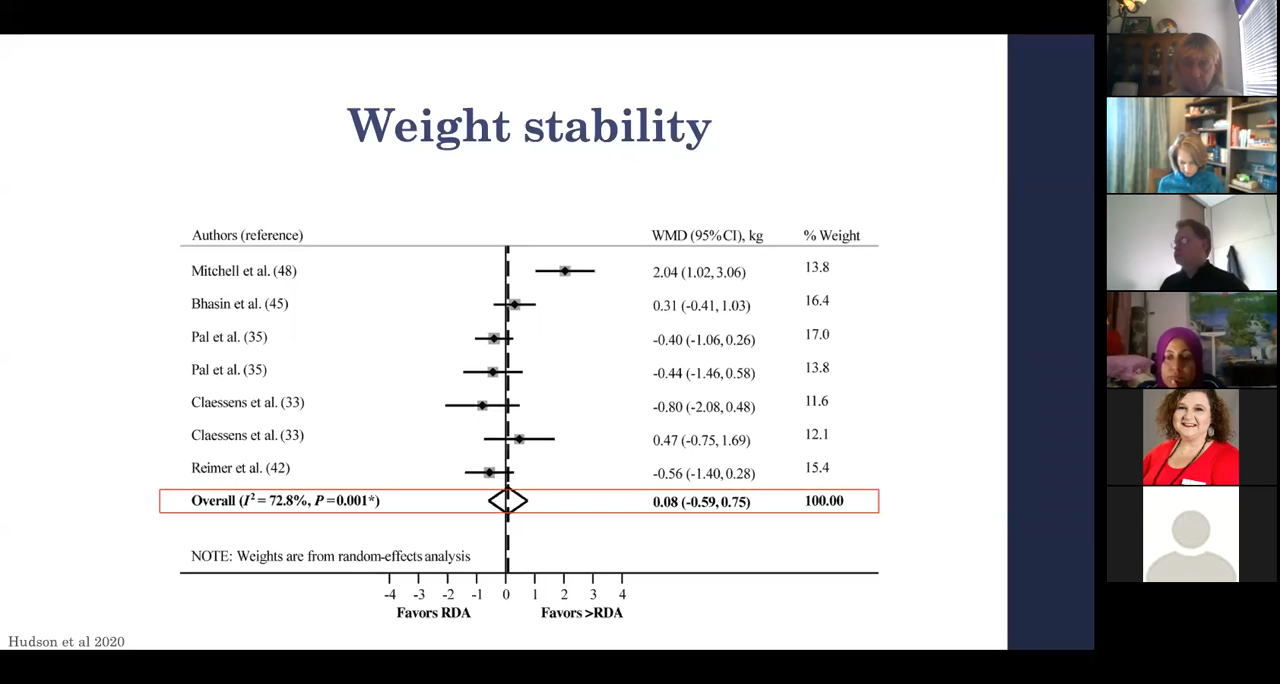 Weight stability
Authors (reference) WMD (95%CI), kg % Weight
Mitchell et al. (48) 2.04 (1.02, 3.06) 13.8
Bhasin et al. (45) 0.31 (-0.41, 1.03) 16.4
Pal et al. (35) -0.40 (-1.06, 0.26) 17.0
Pal et al. (35) -0.44 (-1.46, 0.58) 13.8
Claessens et al. (33) -0.80 (-2.08, 0.48) 11.6
Claessens et al. (33) 0.47 (-0.75, 1.69) 12.1
Reimer et al. (42) -0.56 (-1.40, 0.28) 15.4
Overall (I² = 72.8%, P =0.001*) 0.08 (-0.59, 0.75) 100.00
NOTE: Weights are from random-effects analysis
-4 -3 -2 -1 0 1 2 3 4
Favors RDA Favors >RDA
Hudson et al 2020